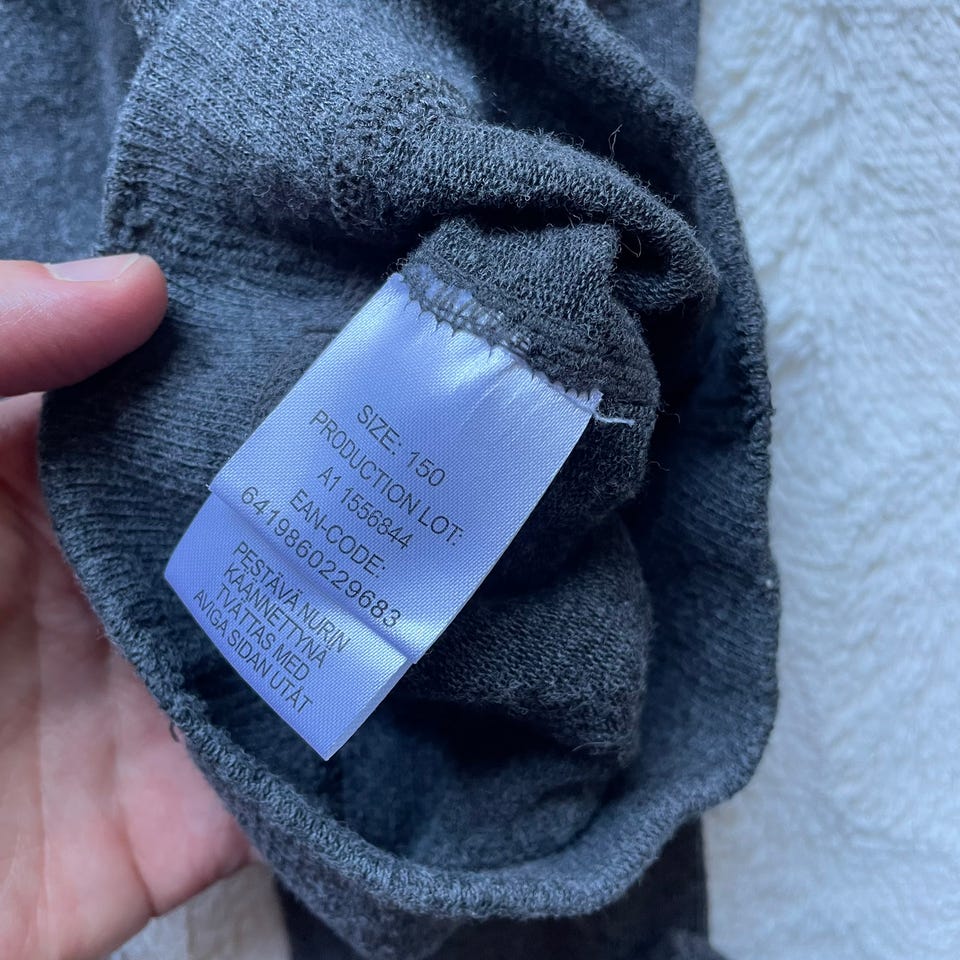 SIZE: 150
PRODUCTION LOT:
A1 1556844
EAN-CODE:
6419860229683
PESTÄVÄ NURIN
KÄÄNNETTYNÄ
TVÄTTAS MED
AVIGA SIDAN UTÅT